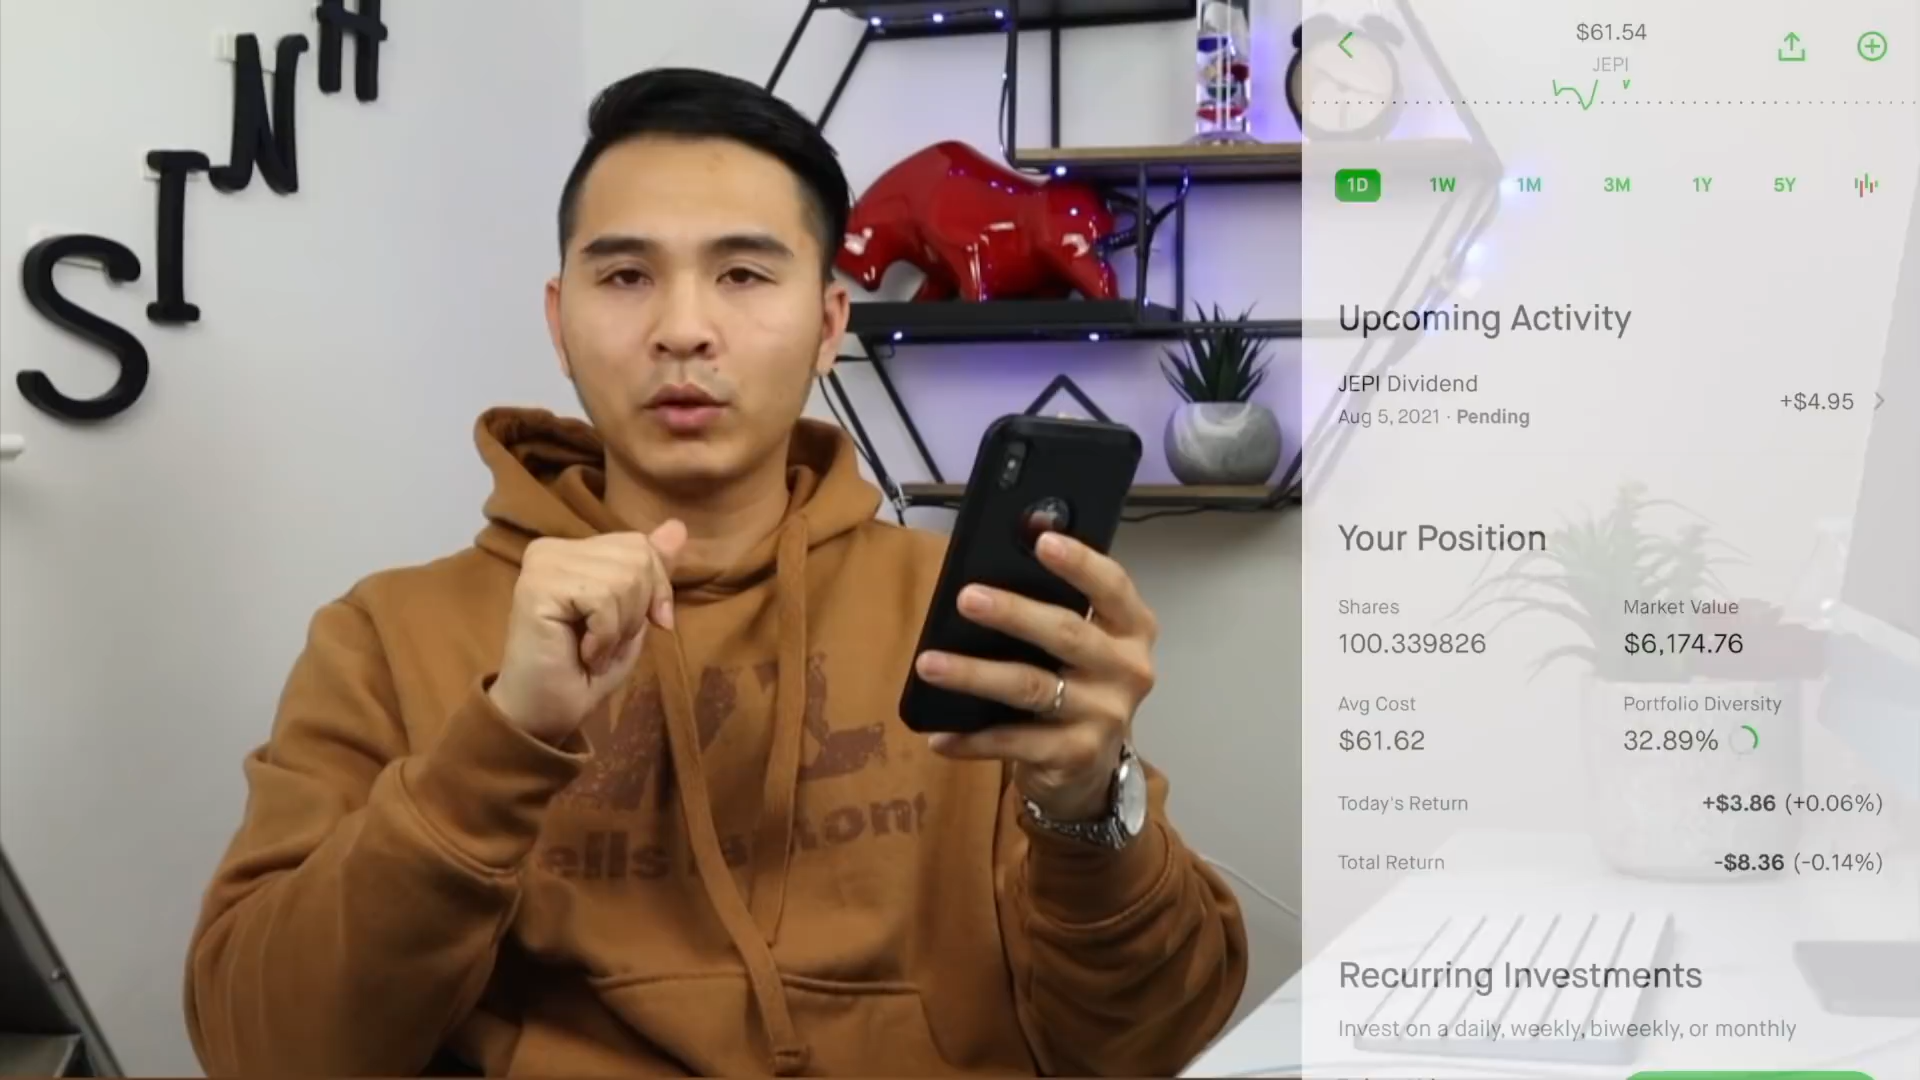 SINH
$61.54
JEPI
1D 1W 1M 3M 1Y 5Y
Upcoming Activity
JEPI Dividend
+$4.95
Aug 5, 2021 · Pending
Your Position
Shares Market Value
100.339826 $6,174.76
Avg Cost Portfolio Diversity
$61.62 32.89%
Today's Return +$3.86 (+0.06%)
Total Return -$8.36 (-0.14%)
Recurring Investments
Invest on a daily, weekly, biweekly, or monthly